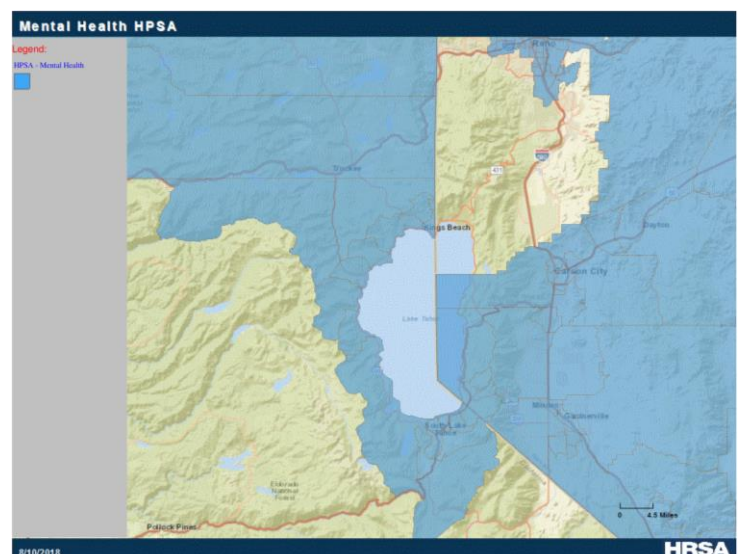 Mental Health HPSA
Legend:
HPSA - Mental Health
Reno
431
Truckee
Kings Beach
Dayton
Carson City
Lake Tahoe
Minden
Gardnerville
South Lake
Tahoe
Eldorado
National
Forest
Pollock Pines
0 4.5 Miles
8/10/2018
HRSA